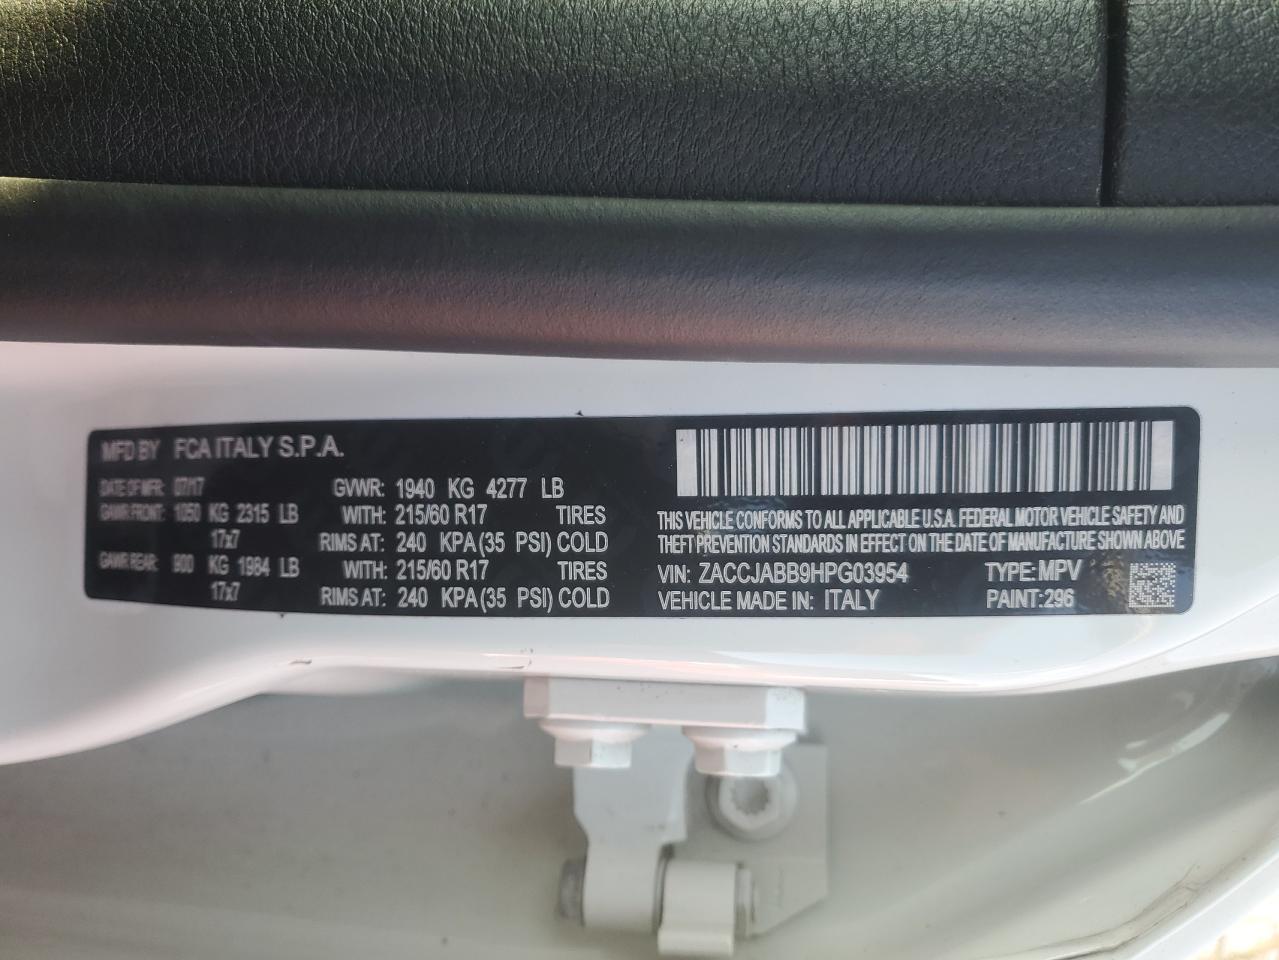 MFD BY FCA ITALY S.P.A.
DATE OF MFR: 07/17 GVWR: 1940 KG 4277 LB
GAWR FRONT: 1050 KG 2315 LB WITH: 215/60 R17 TIRES
17x7 RIMS AT: 240 KPA(35 PSI) COLD
GAWR REAR: 900 KG 1984 LB WITH: 215/60 R17 TIRES
17x7 RIMS AT: 240 KPA(35 PSI) COLD
THIS VEHICLE CONFORMS TO ALL APPLICABLE U.S.A. FEDERAL MOTOR VEHICLE SAFETY AND
THEFT PREVENTION STANDARDS IN EFFECT ON THE DATE OF MANUFACTURE SHOWN ABOVE
VIN: ZACCJABB9HPG03954 TYPE: MPV
VEHICLE MADE IN: ITALY PAINT: 296